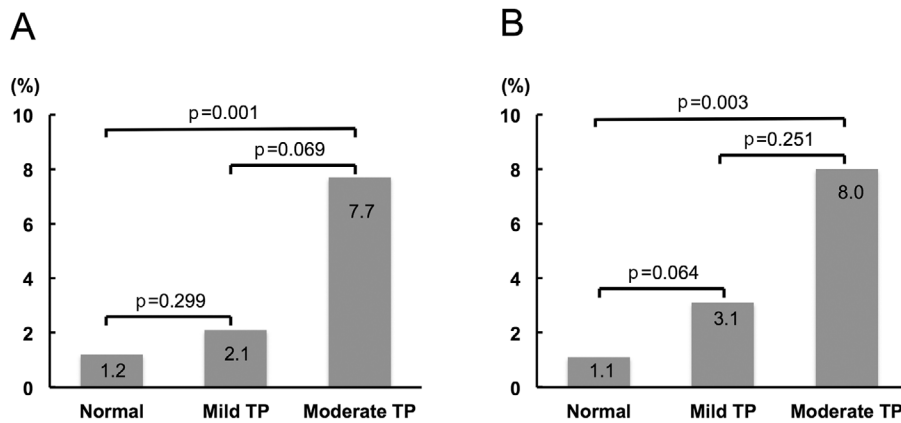 A
(%)
10
8
6
4
2
0
p=0.001
p=0.069
7.7
p=0.299
1.2
2.1
Normal Mild TP Moderate TP
B
(%)
10
8
6
4
2
0
p=0.003
p=0.251
8.0
p=0.064
1.1
3.1
Normal Mild TP Moderate TP